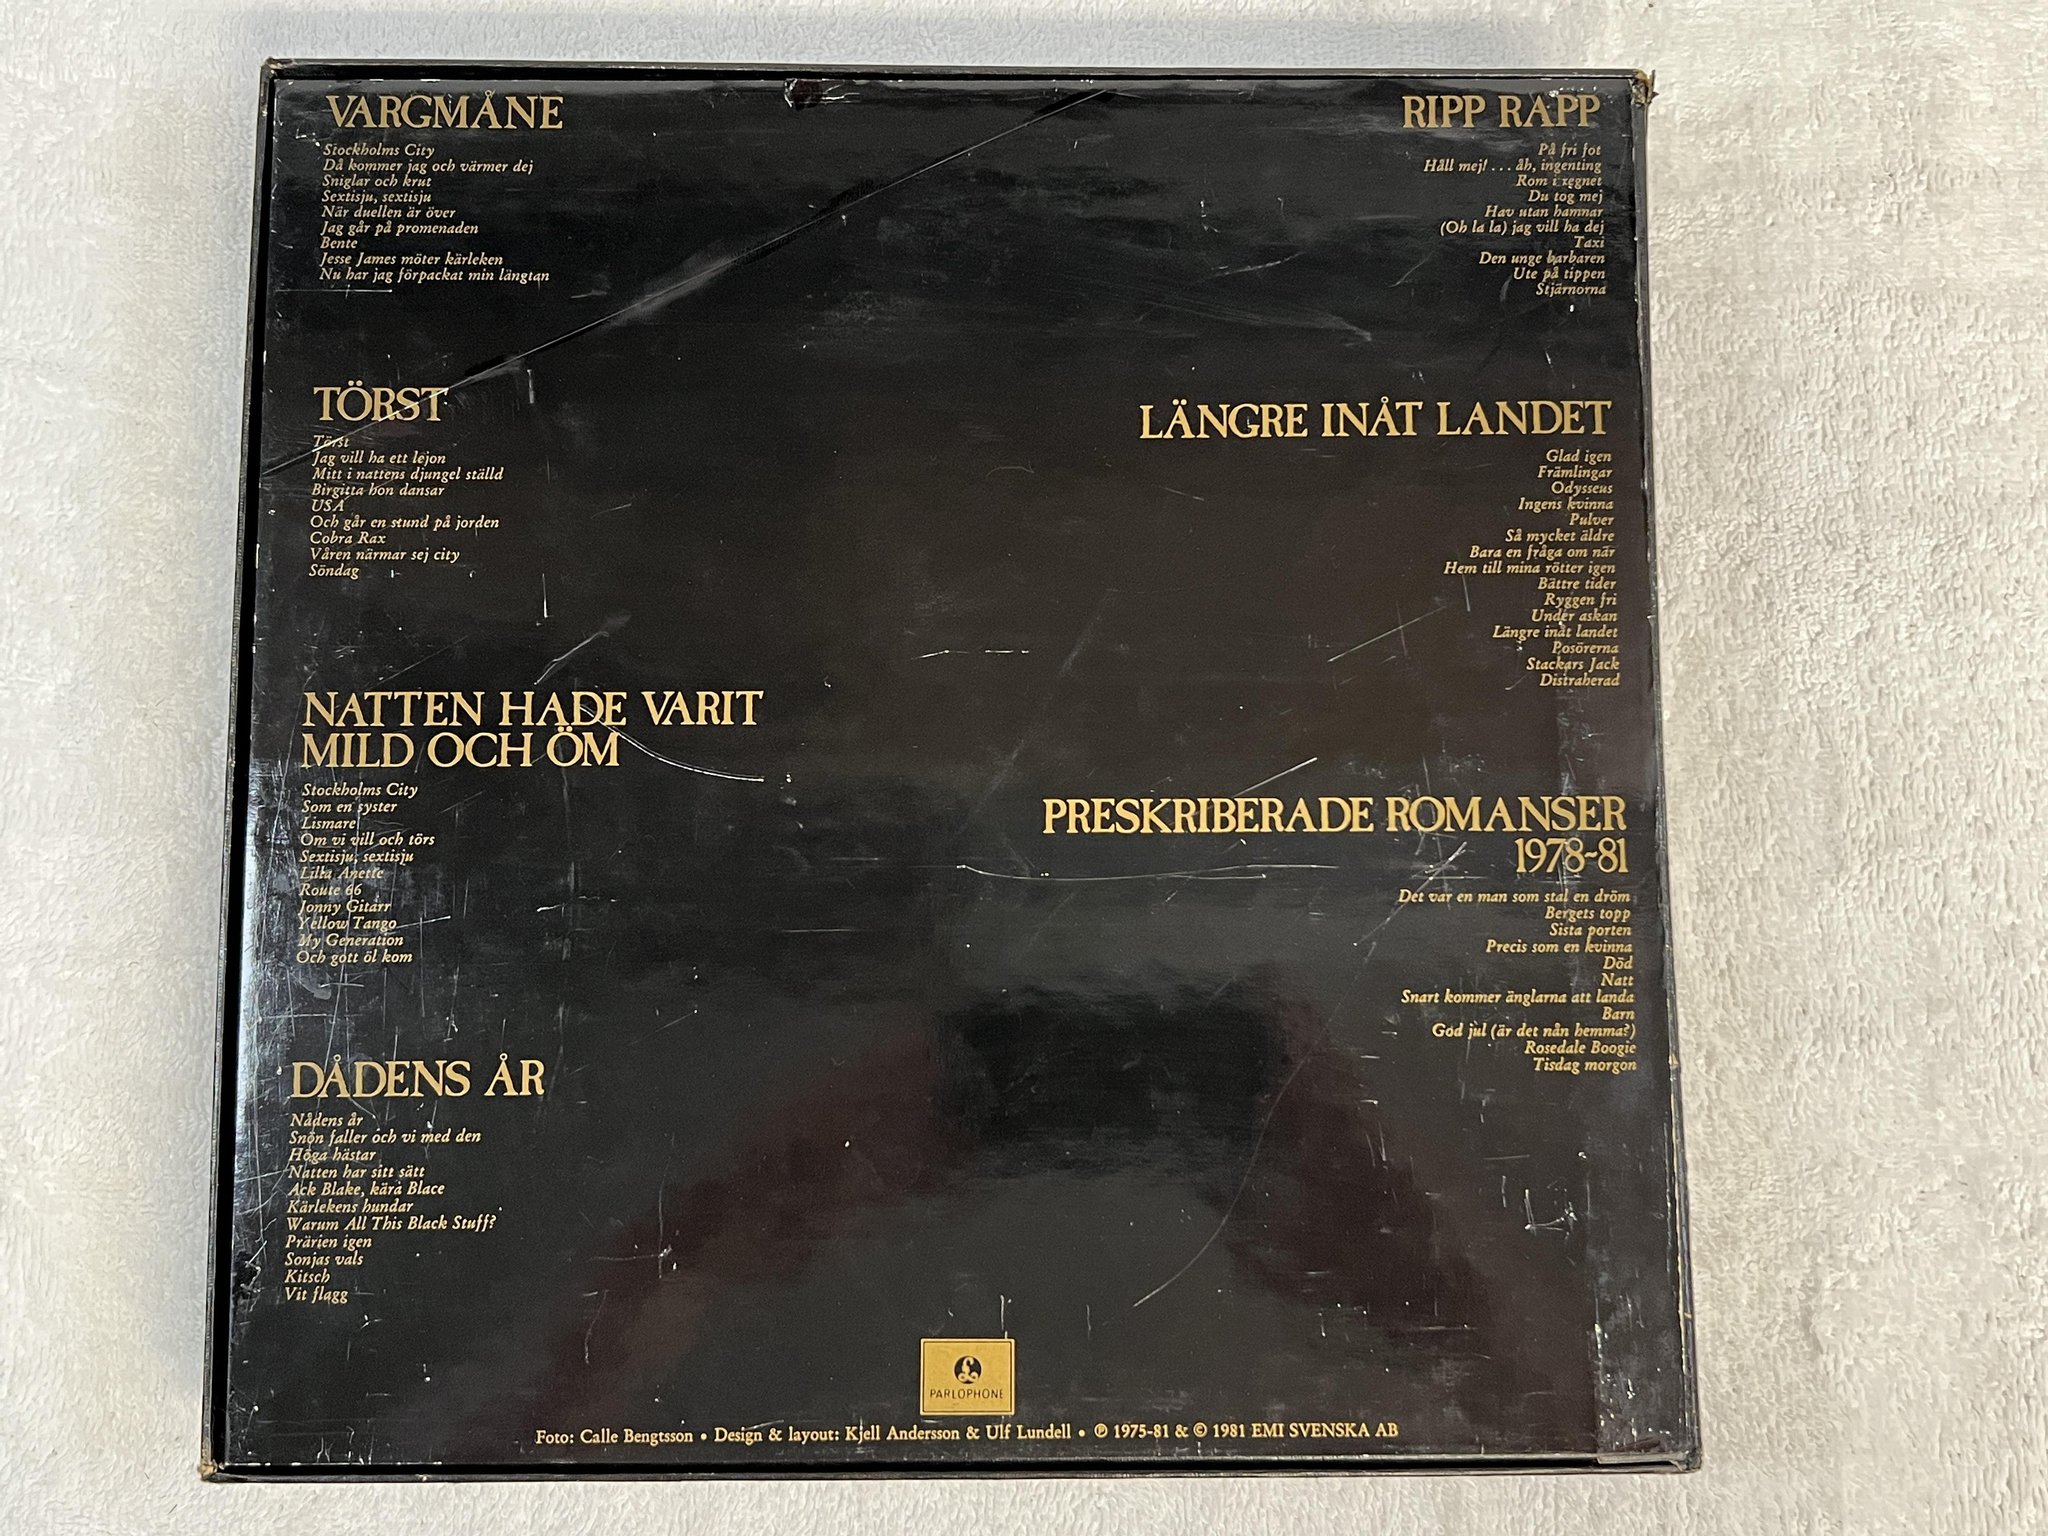 VARGMÅNE
Stockholms City
Då kommer jag och värmer dej
Sniglar och krut
Sextisju, sextisju
När duellen är över
Jag går på promenaden
Bente
Jesse James möter kärleken
Nu har jag förpackat min längtan
TÖRST
Törst
Jag vill ha ett lejon
Mitt i nattens djungel ställd
Birgitta hon dansar
USA
Och går en stund på jorden
Cobra Rax
Våren närmar sej city
Söndag
NATTEN HADE VARIT
MILD OCH ÖM
Stockholms City
Som en syster
Lismare
Om vi vill och törs
Sextisju, sextisju
Lilla Anette
Route 66
Jonny Gitarr
Yellow Tango
My Generation
Och gott öl kom
DÅDENS ÅR
Nådens år
Snön faller och vi med den
Höga hästar
Natten har sitt sätt
Ack Blake, kära Blace
Kärlekens hundar
Warum All This Black Stuff?
Prärien igen
Sonjas vals
Kitsch
Vit flagg
RIPP RAPP
På fri fot
Håll mej! . . . åh, ingenting
Rom i regnet
Du tog mej
Hav utan hamnar
(Oh la la) jag vill ha dej
Taxi
Den unge barbaren
Ute på tippen
Stjärnorna
LÄNGRE INÅT LANDET
Glad igen
Främlingar
Odysseus
Ingens kvinna
Pulver
Så mycket äldre
Bara en fråga om när
Hem till mina rötter igen
Bättre tider
Ryggen fri
Under askan
Längre inåt landet
Posörerna
Stackars Jack
Distraherad
PRESKRIBERADE ROMANSER
1978-81
Det var en man som stal en dröm
Bergets topp
Sista porten
Precis som en kvinna
Död
Natt
Snart kommer änglarna att landa
Barn
God jul (är det nån hemma?)
Rosedale Boogie
Tisdag morgon
PARLOPHONE
Foto: Calle Bengtsson • Design & layout: Kjell Andersson & Ulf Lundell • ℗ 1975-81 & © 1981 EMI SVENSKA AB